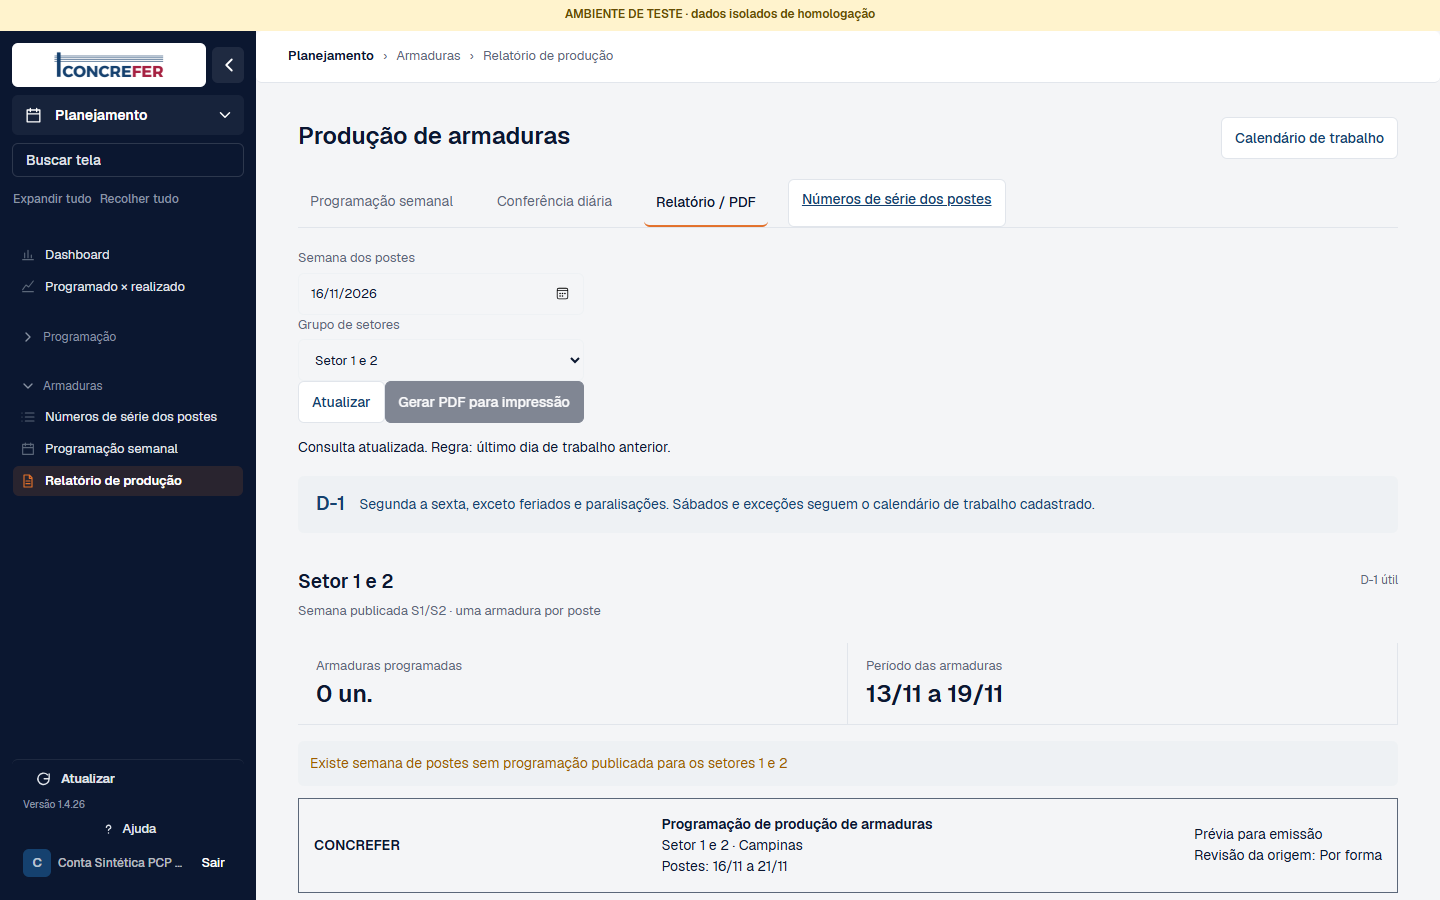 AMBIENTE DE TESTE · dados isolados de homologação
CONCREFER
Planejamento
Buscar tela
Expandir tudo Recolher tudo
Dashboard
Programado × realizado
Programação
Armaduras
Números de série dos postes
Programação semanal
Relatório de produção
Atualizar
Versão 1.4.26
? Ajuda
C Conta Sintética PCP ... Sair
Planejamento › Armaduras › Relatório de produção
Produção de armaduras
Calendário de trabalho
Programação semanal Conferência diária Relatório / PDF Números de série dos postes
Semana dos postes
16/11/2026
Grupo de setores
Setor 1 e 2
Atualizar Gerar PDF para impressão
Consulta atualizada. Regra: último dia de trabalho anterior.
D-1 Segunda a sexta, exceto feriados e paralisações. Sábados e exceções seguem o calendário de trabalho cadastrado.
Setor 1 e 2
D-1 útil
Semana publicada S1/S2 · uma armadura por poste
Armaduras programadas
0 un.
Período das armaduras
13/11 a 19/11
Existe semana de postes sem programação publicada para os setores 1 e 2
CONCREFER
Programação de produção de armaduras
Setor 1 e 2 · Campinas
Postes: 16/11 a 21/11
Prévia para emissão
Revisão da origem: Por forma